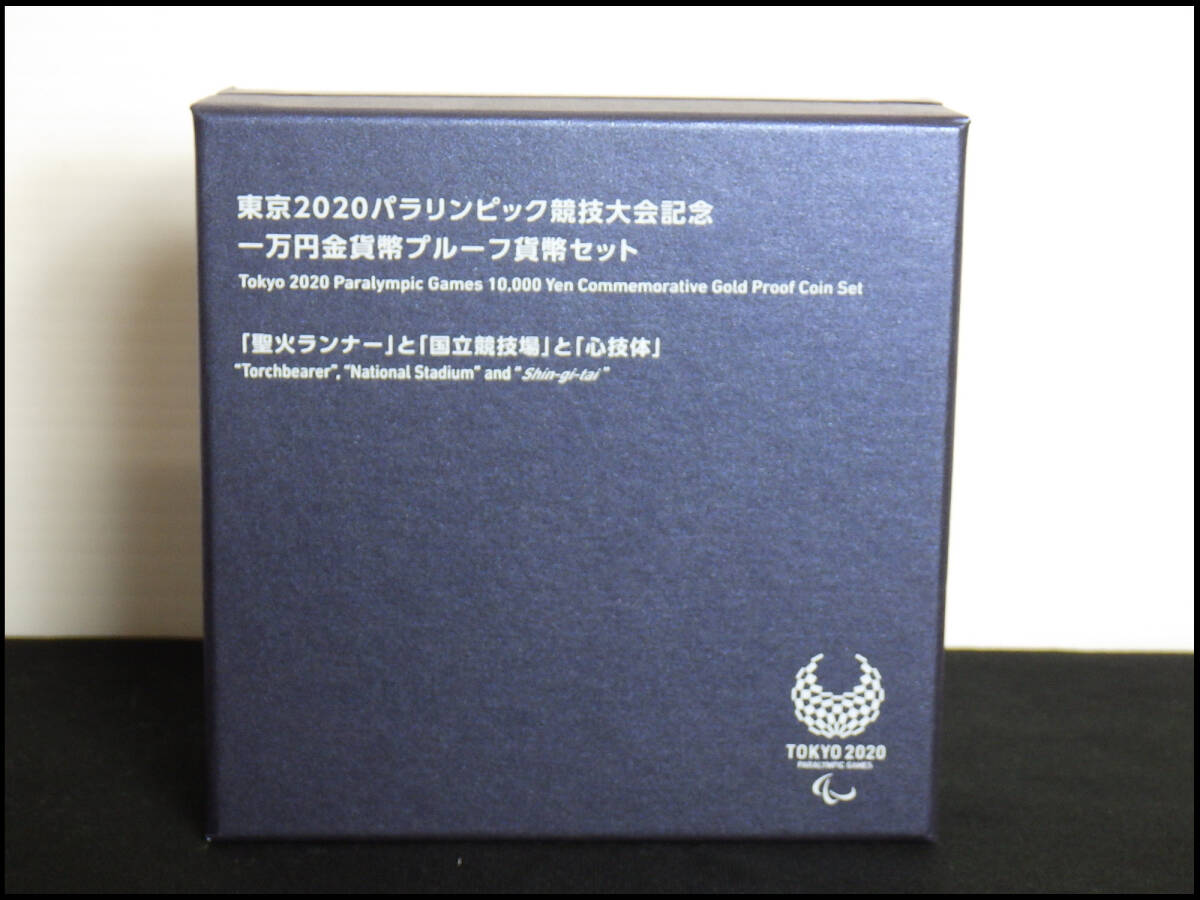 東京2020パラリンピック競技大会記念
一万円金貨幣プルーフ貨幣セット
Tokyo 2020 Paralympic Games 10,000 Yen Commemorative Gold Proof Coin Set
「聖火ランナー」と「国立競技場」と「心技体」
“Torchbearer”, “National Stadium” and “Shin-gi-tai”
TOKYO 2020
PARALYMPIC GAMES